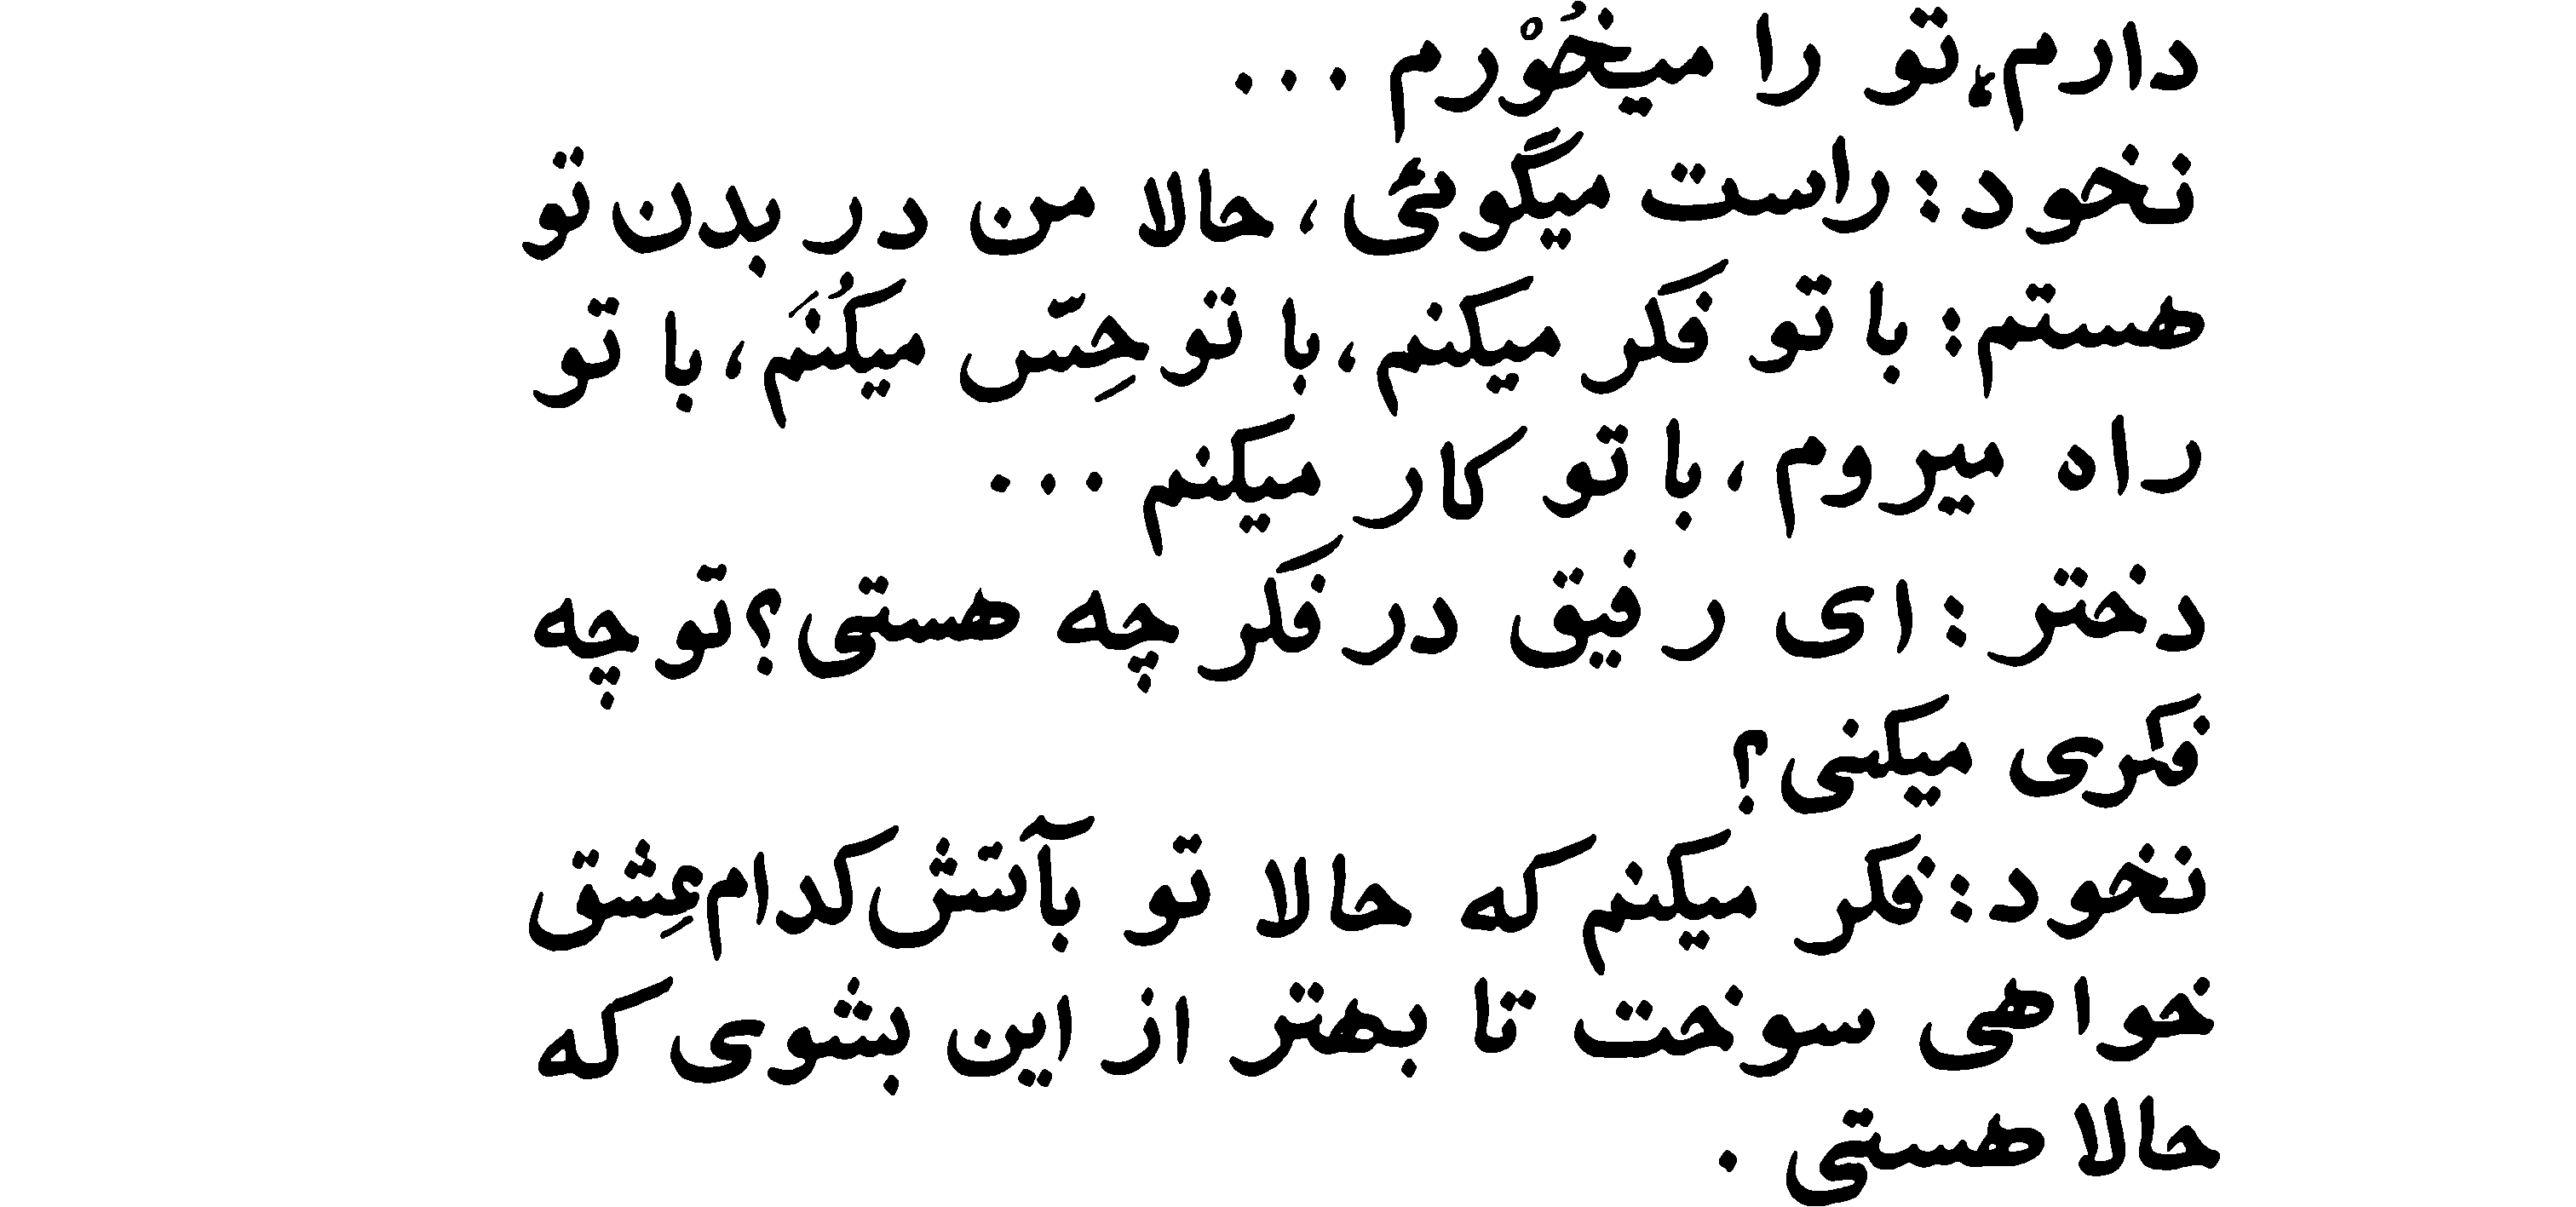 دارم، تو را میخُوْرم ...
نخود : راست میگوئی ، حالا من در بدن تو
هستم : با تو فکر میکنم ، با تو حِسّ میکُنَم ، با تو
راه میروم ، با تو کار میکنم ...
دختر : ای رفیق در فکر چه هستی ؟ تو چه
فکری میکنی ؟
نخود : فکر میکنم که حالا تو بآتش کدام عِشق
خواهی سوخت تا بهتر از این بشوی که
حالا هستی .